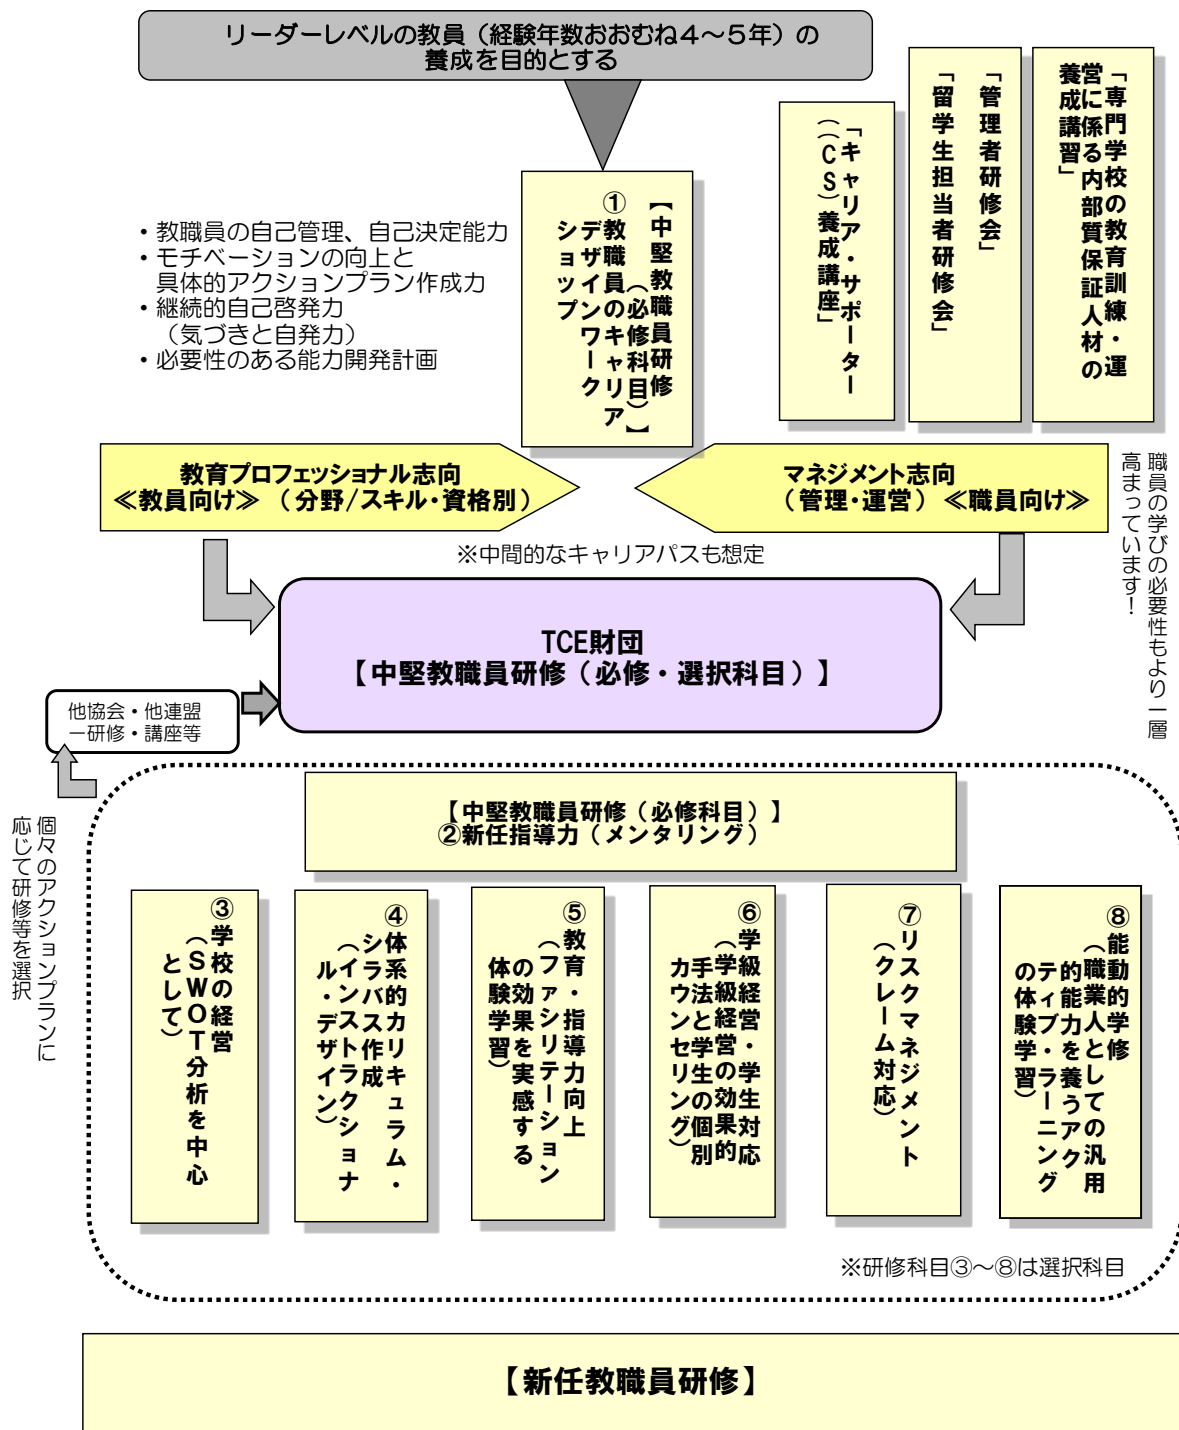 リーダーレベルの教員（経験年数おおむね４～５年）の
養成を目的とする
「専門学校の教育訓練・運
営に係る内部質保証人材の
養成講習」
「管理者研修会」
「留学生担当者研修会」
「キャリア・サポーター
（（CS）養成講座」
【中堅教職員研修
（必修科目）】
①教職員のキャリア
デザインワーク
ショップ
・教職員の自己管理、自己決定能力
・モチベーションの向上と
具体的アクションプラン作成力
・継続的自己啓発力
（気づきと自発力）
・必要性のある能力開発計画
教育プロフェッショナル志向
≪教員向け≫（分野/スキル・資格別）
マネジメント志向
（管理・運営）≪職員向け≫
職員の学びの必要性もより一層
高まっています！
※中間的なキャリアパスも想定
TCE財団
【中堅教職員研修（必修・選択科目）】
他協会・他連盟
－研修・講座等
個々のアクションプランに
応じて研修等を選択
【中堅教職員研修（必修科目）】
②新任指導力（メンタリング）
③学校の経営
（SWOT分析を中心
として）
④体系的カリキュラム・
シラバス作成
（インストラクショナ
ル・デザイン）
⑤教育・指導力向上
（ファシリテーション
の効果を実感する
体験学習）
⑥学級経営・学生対応
（学級経営の効果的
手法と学生の個別
カウンセリング）
⑦リスクマネジメント
（クレーム対応）
⑧能動的学修
（職業人としての汎用
的能力を養うアク
ティブ・ラーニング
の体験学習）
※研修科目③～⑧は選択科目
【新任教職員研修】